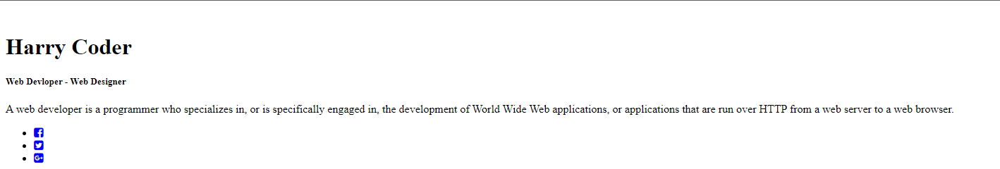 Harry Coder
Web Devloper - Web Designer
A web developer is a programmer who specializes in, or is specifically engaged in, the development of World Wide Web applications, or applications that are run over HTTP from a web server to a web browser.